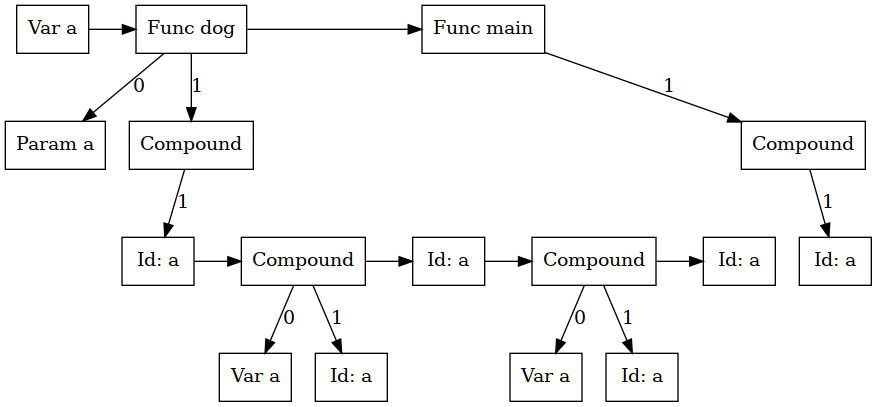 Var a
Func dog
Func main
0
1
1
Param a
Compound
Compound
1
1
Id: a
Compound
Id: a
Compound
Id: a
Id: a
0
1
0
1
Var a
Id: a
Var a
Id: a